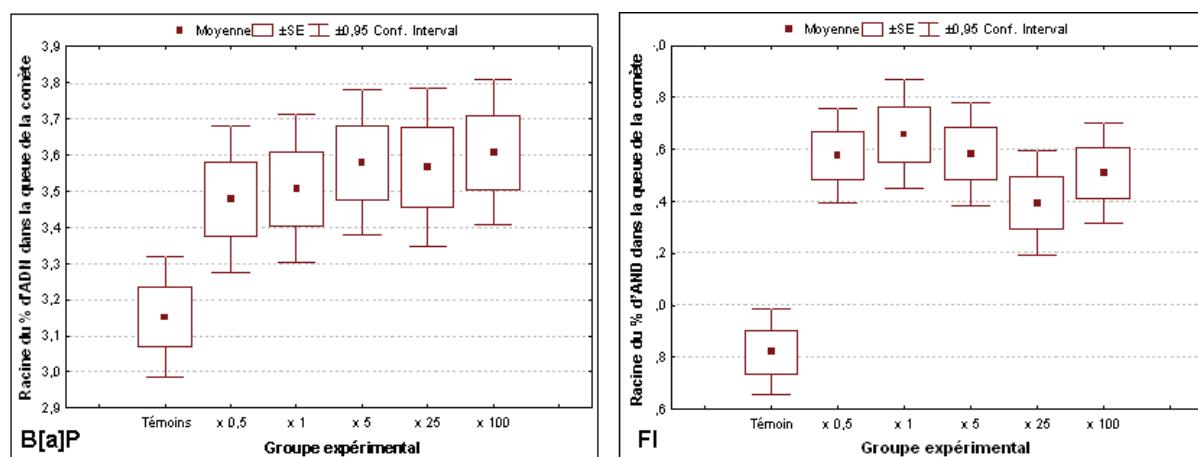 Moyenne ±SE ±0,95 Conf. Interval
Racine du % d'ADN dans la queue de la comète
3,9
3,8
3,7
3,6
3,5
3,4
3,3
3,2
3,1
3,0
2,9
Témoins x 0,5 x 1 x 5 x 25 x 100
B[a]P
Groupe expérimental
Moyenne ±SE ±0,95 Conf. Interval
Racine du % d'AND dans la queue de la comète
,0
,8
,6
,4
,2
,0
,8
,6
Témoin x 0,5 x 1 x 5 x 25 x 100
Fl
Groupe expérimental